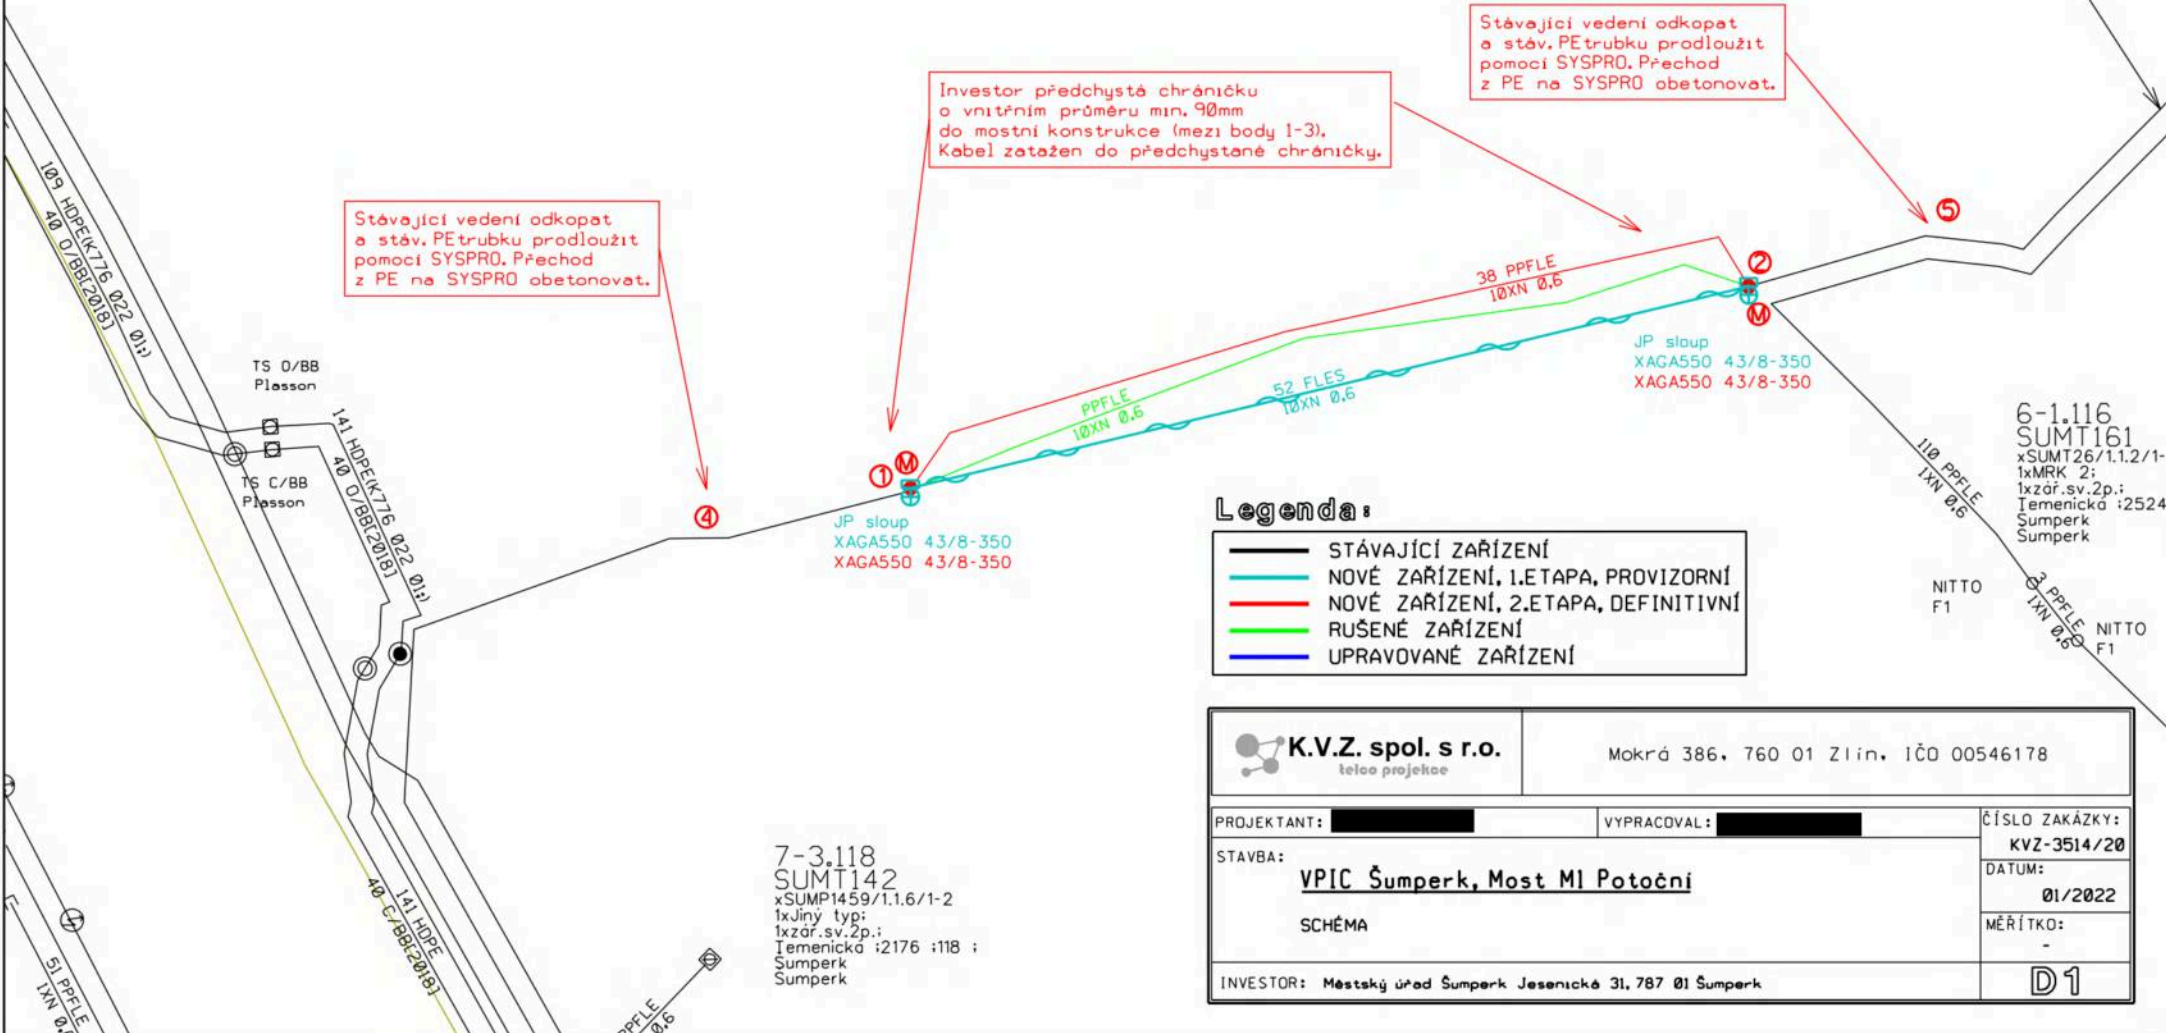 Stávající vedení odkopat
a stáv. PEtrubku prodloužit
pomocí SYSPRO. Přechod
z PE na SYSPRO obetonovat.
Investor předchystá chráničku
o vnitřním průměru min. 90mm
do mostní konstrukce (mezi body 1-3).
Kabel zatažen do předchystané chráničky.
Stávající vedení odkopat
a stáv. PEtrubku prodloužit
pomocí SYSPRO. Přechod
z PE na SYSPRO obetonovat.
109 HDPE(K776 022 01;)
40 O/BB[2018]
TS O/BB
Plasson
TS C/BB
Plasson
141 HDPE(K776 022 01;)
40 O/BB[2018]
4
1
M
JP sloup
XAGA550 43/8-350
XAGA550 43/8-350
PPFLE
10XN 0,6
52 FLES
10XN 0,6
38 PPFLE
10XN 0,6
2
M
5
JP sloup
XAGA550 43/8-350
XAGA550 43/8-350
110 PPFLE
1XN 0,6
6-1.116
SUMT161
xSUMT26/1.1.2/1-
1xMRK 2;
1xzář.sv.2p.;
Temenická ;2524
Šumperk
Šumperk
NITTO
F1
3 PPFLE
1XN 0,6
NITTO
F1
Legenda:
STÁVAJÍCÍ ZAŘÍZENÍ
NOVÉ ZAŘÍZENÍ, 1.ETAPA, PROVIZORNÍ
NOVÉ ZAŘÍZENÍ, 2.ETAPA, DEFINITIVNÍ
RUŠENÉ ZAŘÍZENÍ
UPRAVOVANÉ ZAŘÍZENÍ
K.V.Z. spol. s r.o.
telco projekce
Mokrá 386, 760 01 Zlín, IČO 00546178
PROJEKTANT:
VYPRACOVAL:
ČÍSLO ZAKÁZKY:
KVZ-3514/20
STAVBA:
VPIC Šumperk, Most M1 Potoční
SCHÉMA
DATUM:
01/2022
MĚŘÍTKO:
-
INVESTOR: Městský úřad Šumperk Jesenická 31, 787 01 Šumperk
D1
7-3.118
SUMT142
xSUMP1459/1.1.6/1-2
1xJiný typ;
1xzář.sv.2p.;
Temenická ;2176 ;118 ;
Šumperk
Šumperk
141 HDPE
40 C/BB[2018]
51 PPFLE
1XN 0,
PPFLE
0,6